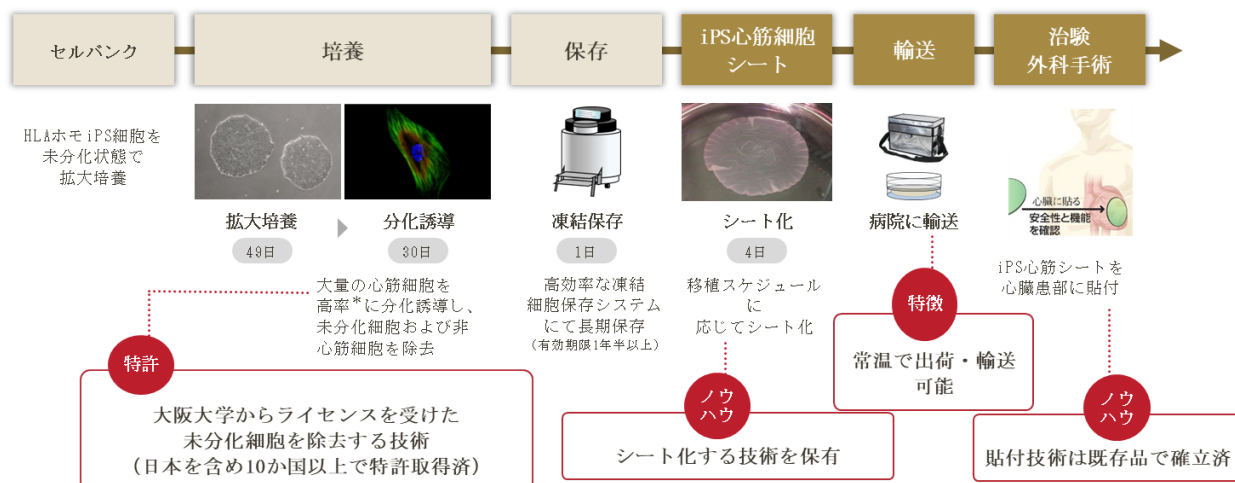 セルバンク
培養
保存
iPS心筋細胞
シート
輸送
治験
外科手術
HLAホモiPS細胞を
未分化状態で
拡大培養
拡大培養
49日
分化誘導
30日
大量の心筋細胞を
高率*に分化誘導し、
未分化細胞および非
心筋細胞を除去
凍結保存
1日
高効率な凍結
細胞保存システム
にて長期保存
(有効期限1年半以上)
シート化
4日
移植スケジュール
に
応じてシート化
病院に輸送
心臓に貼る
安全性と機能
を確認
iPS心筋シートを
心臓患部に貼付
特許
大阪大学からライセンスを受けた
未分化細胞を除去する技術
（日本を含め10か国以上で特許取得済）
ノウ
ハウ
シート化する技術を保有
特徴
常温で出荷・輸送
可能
ノウ
ハウ
貼付技術は既存品で確立済